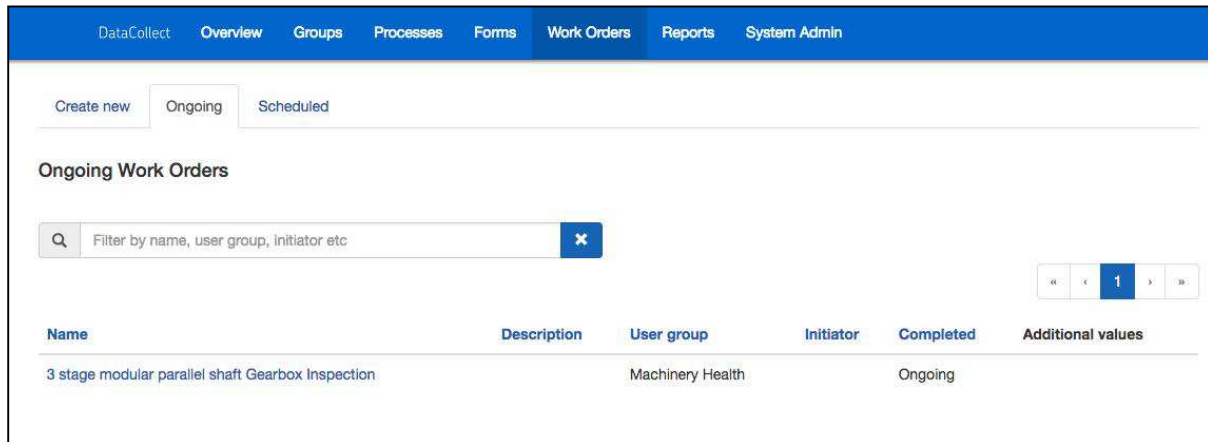 DataCollect Overview Groups Processes Forms Work Orders Reports System Admin
Create new Ongoing Scheduled
Ongoing Work Orders
Filter by name, user group, initiator etc
« ‹ 1 › »
Name Description User group Initiator Completed Additional values
3 stage modular parallel shaft Gearbox Inspection Machinery Health Ongoing